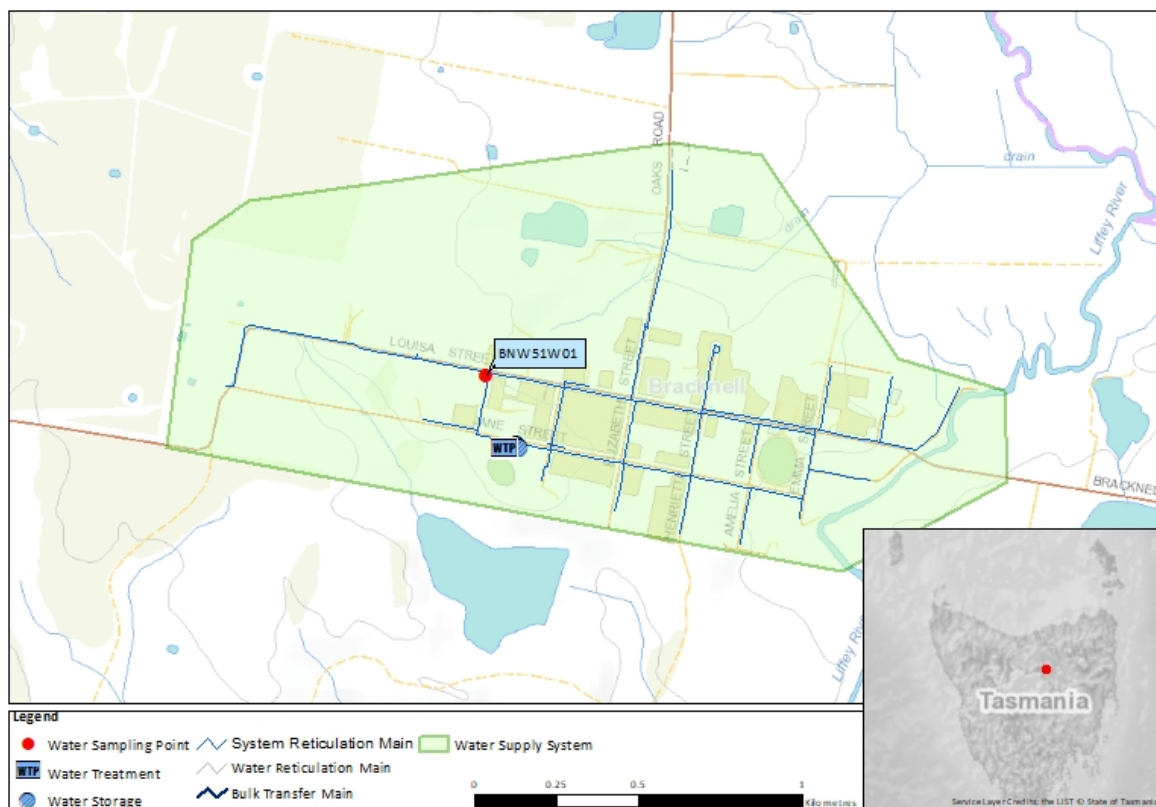 OAKS ROAD
drain
drain
Liffey River
LOUISA STREET
BNW51W01
Bracknell
JANE STREET
WTP
ELIZABETH STREET
HENRIETTA STREET
AMELIA STREET
EMMA STREET
BRACKNELL
Liffey River
Tasmania
Legend
Water Sampling Point
System Reticulation Main
Water Supply System
WTP Water Treatment
Water Reticulation Main
Water Storage
Bulk Transfer Main
0 0.25 0.5 1
Kilometres
Service Layer Credits: the LIST © State of Tasmania